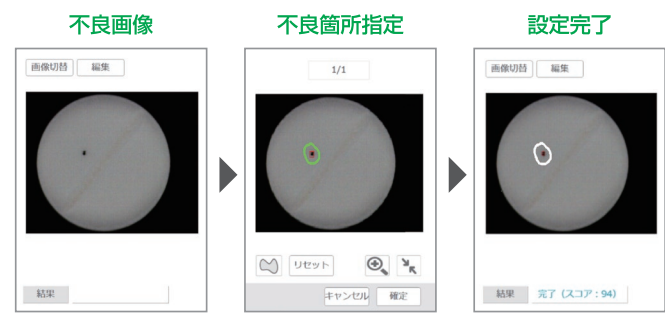 不良画像
不良箇所指定
設定完了
画像切替
編集
結果
1/1
リセット
キャンセル
確定
画像切替
編集
結果
完了（スコア：94）